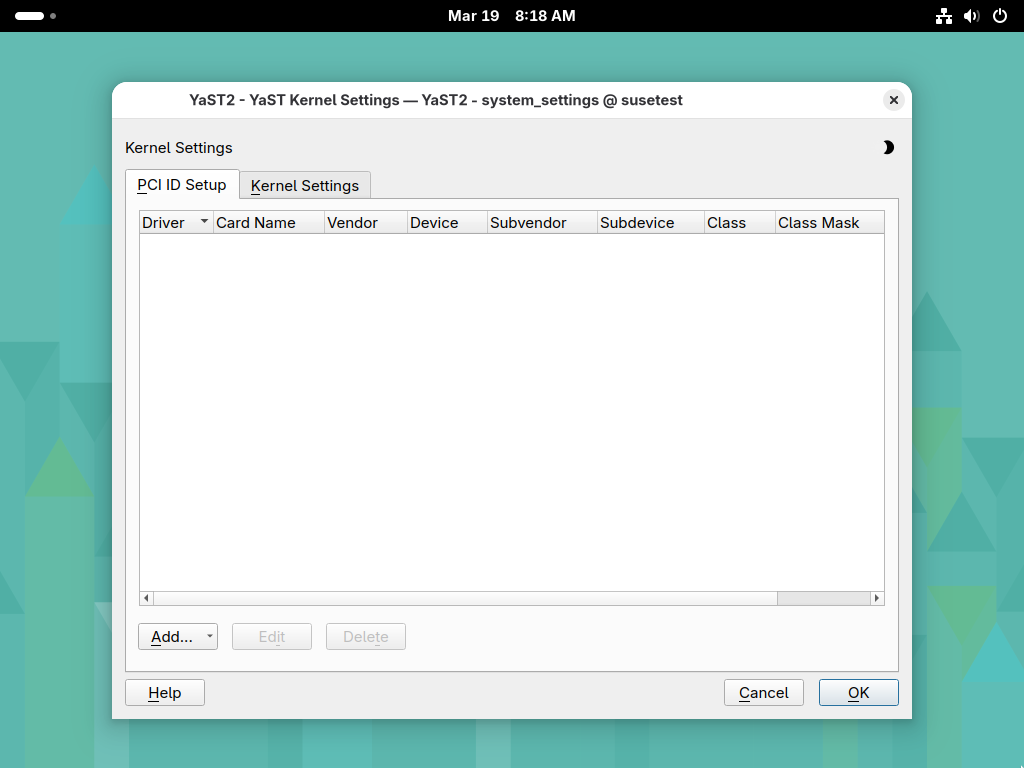 Mar 19 8:18 AM
YaST2 - YaST Kernel Settings — YaST2 - system_settings @ susetest
Kernel Settings
PCI ID Setup Kernel Settings
Driver Card Name Vendor Device Subvendor Subdevice Class Class Mask
Add... Edit Delete
Help Cancel OK